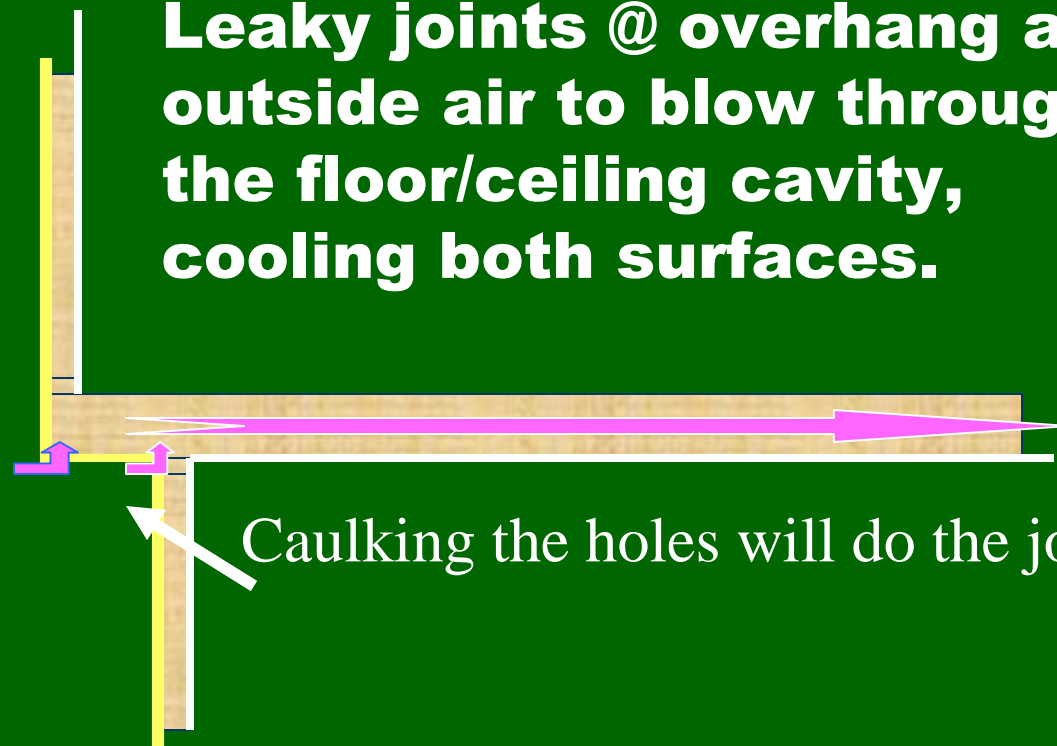 Leaky joints @ overhang a
outside air to blow throug
the floor/ceiling cavity,
cooling both surfaces.
Caulking the holes will do the jo